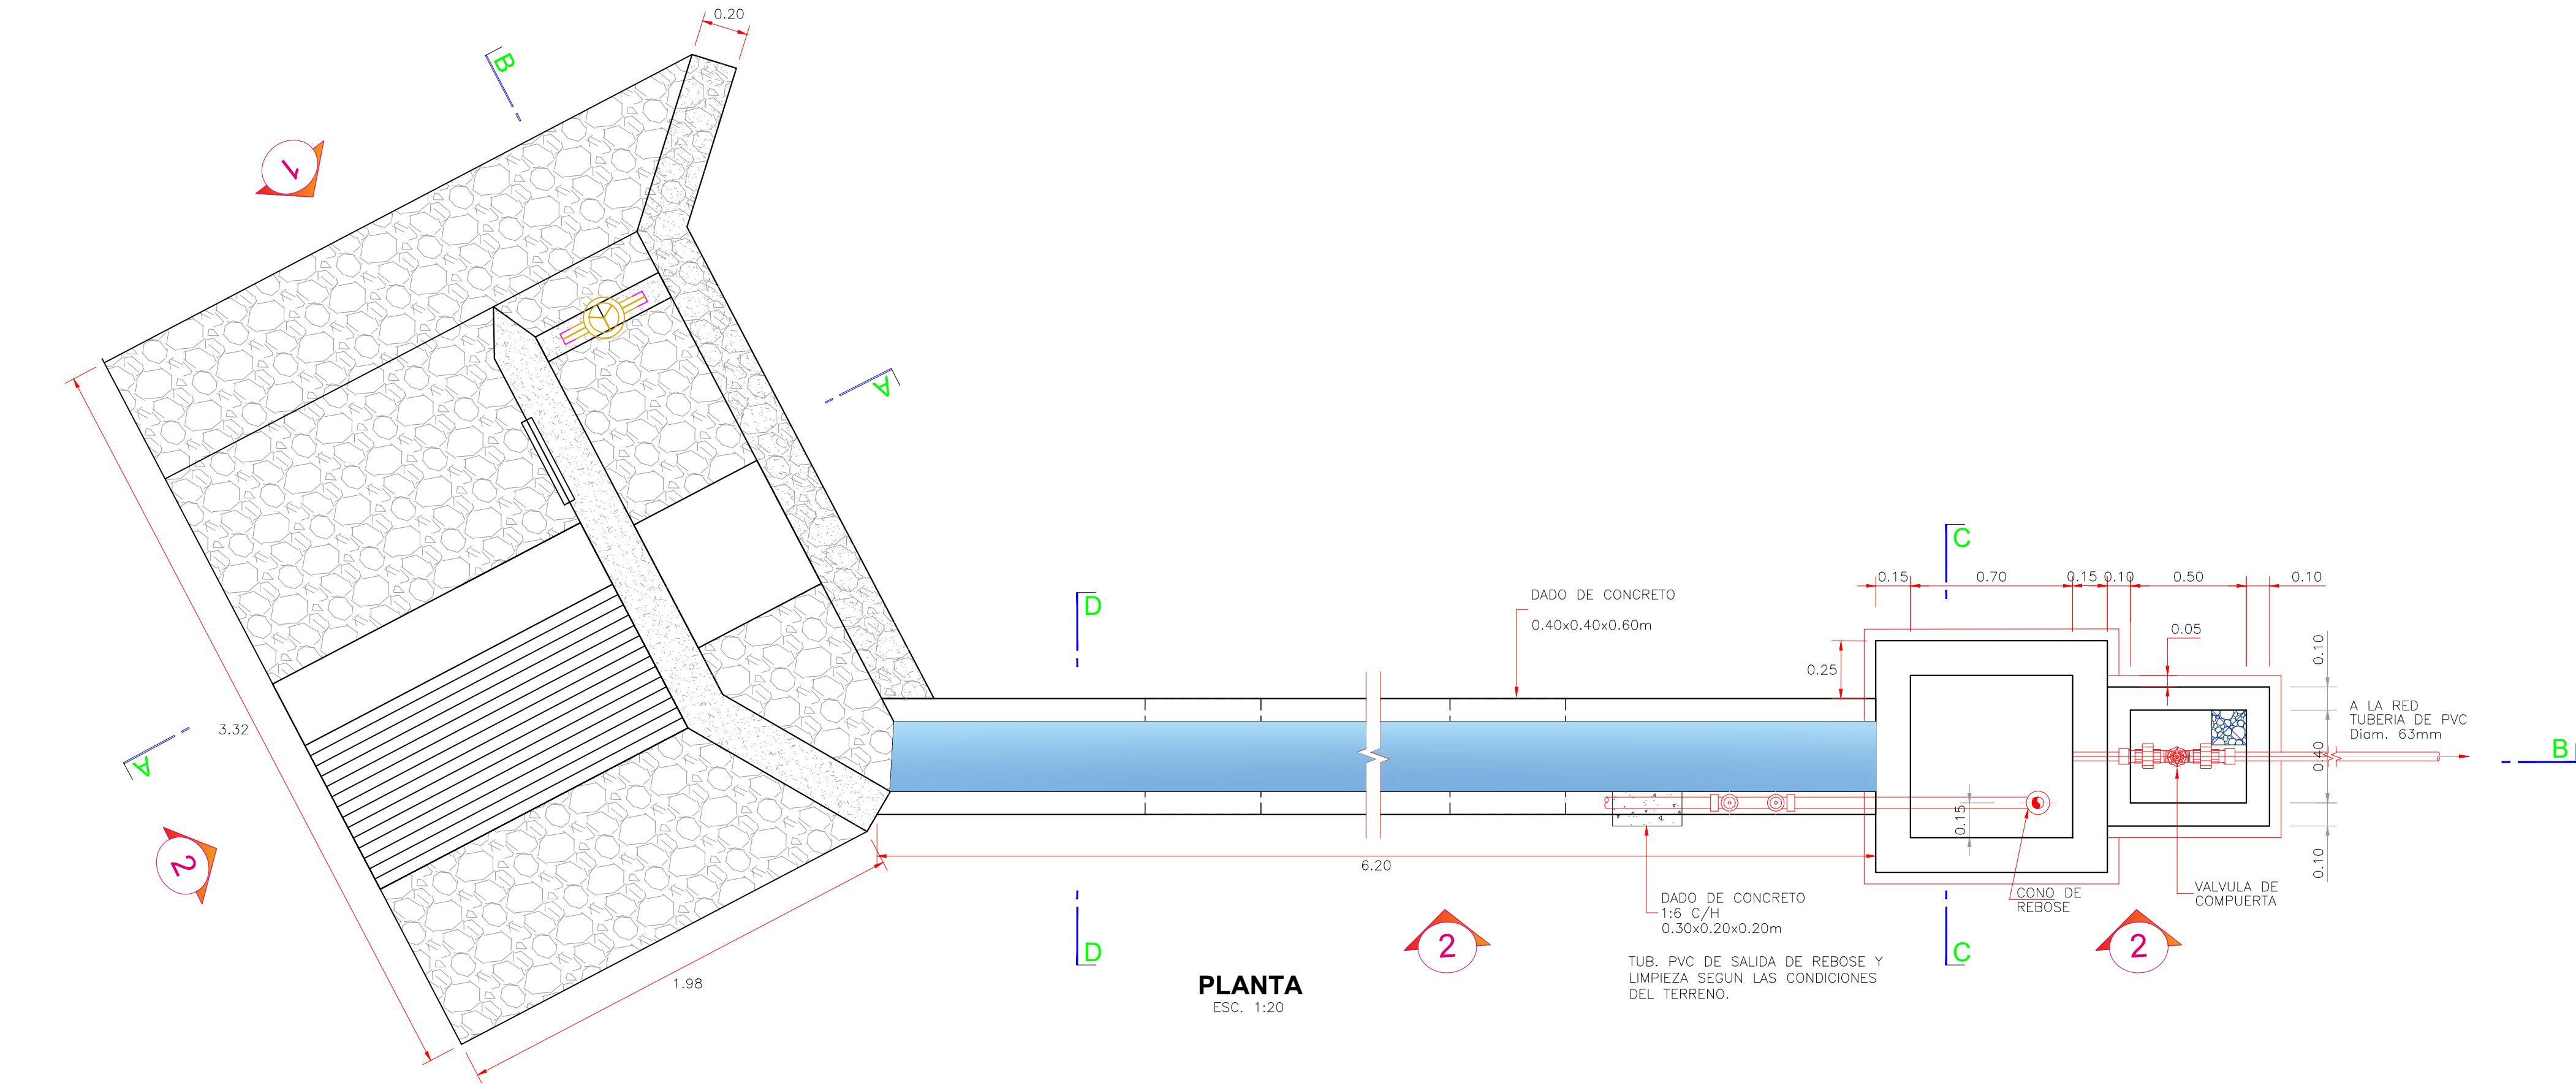 0.20
B
1
A
3.32
A
2
1.98
D
D
DADO DE CONCRETO
0.40x0.40x0.60m
6.20
DADO DE CONCRETO
1:6 C/H
0.30x0.20x0.20m
2
TUB. PVC DE SALIDA DE REBOSE Y
LIMPIEZA SEGUN LAS CONDICIONES
DEL TERRENO.
PLANTA
ESC. 1:20
C
C
0.15
0.70
0.15
0.10
0.50
0.10
0.25
0.05
0.10
0.40
0.10
0.15
A LA RED
TUBERIA DE PVC
Diam. 63mm
B
CONO DE
REBOSE
VALVULA DE
COMPUERTA
2